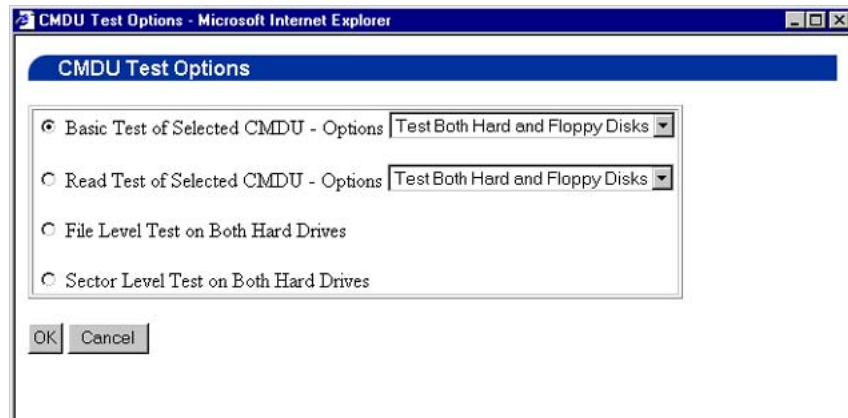 CMDU Test Options - Microsoft Internet Explorer
CMDU Test Options
Basic Test of Selected CMDU - Options Test Both Hard and Floppy Disks
Read Test of Selected CMDU - Options Test Both Hard and Floppy Disks
File Level Test on Both Hard Drives
Sector Level Test on Both Hard Drives
OK Cancel